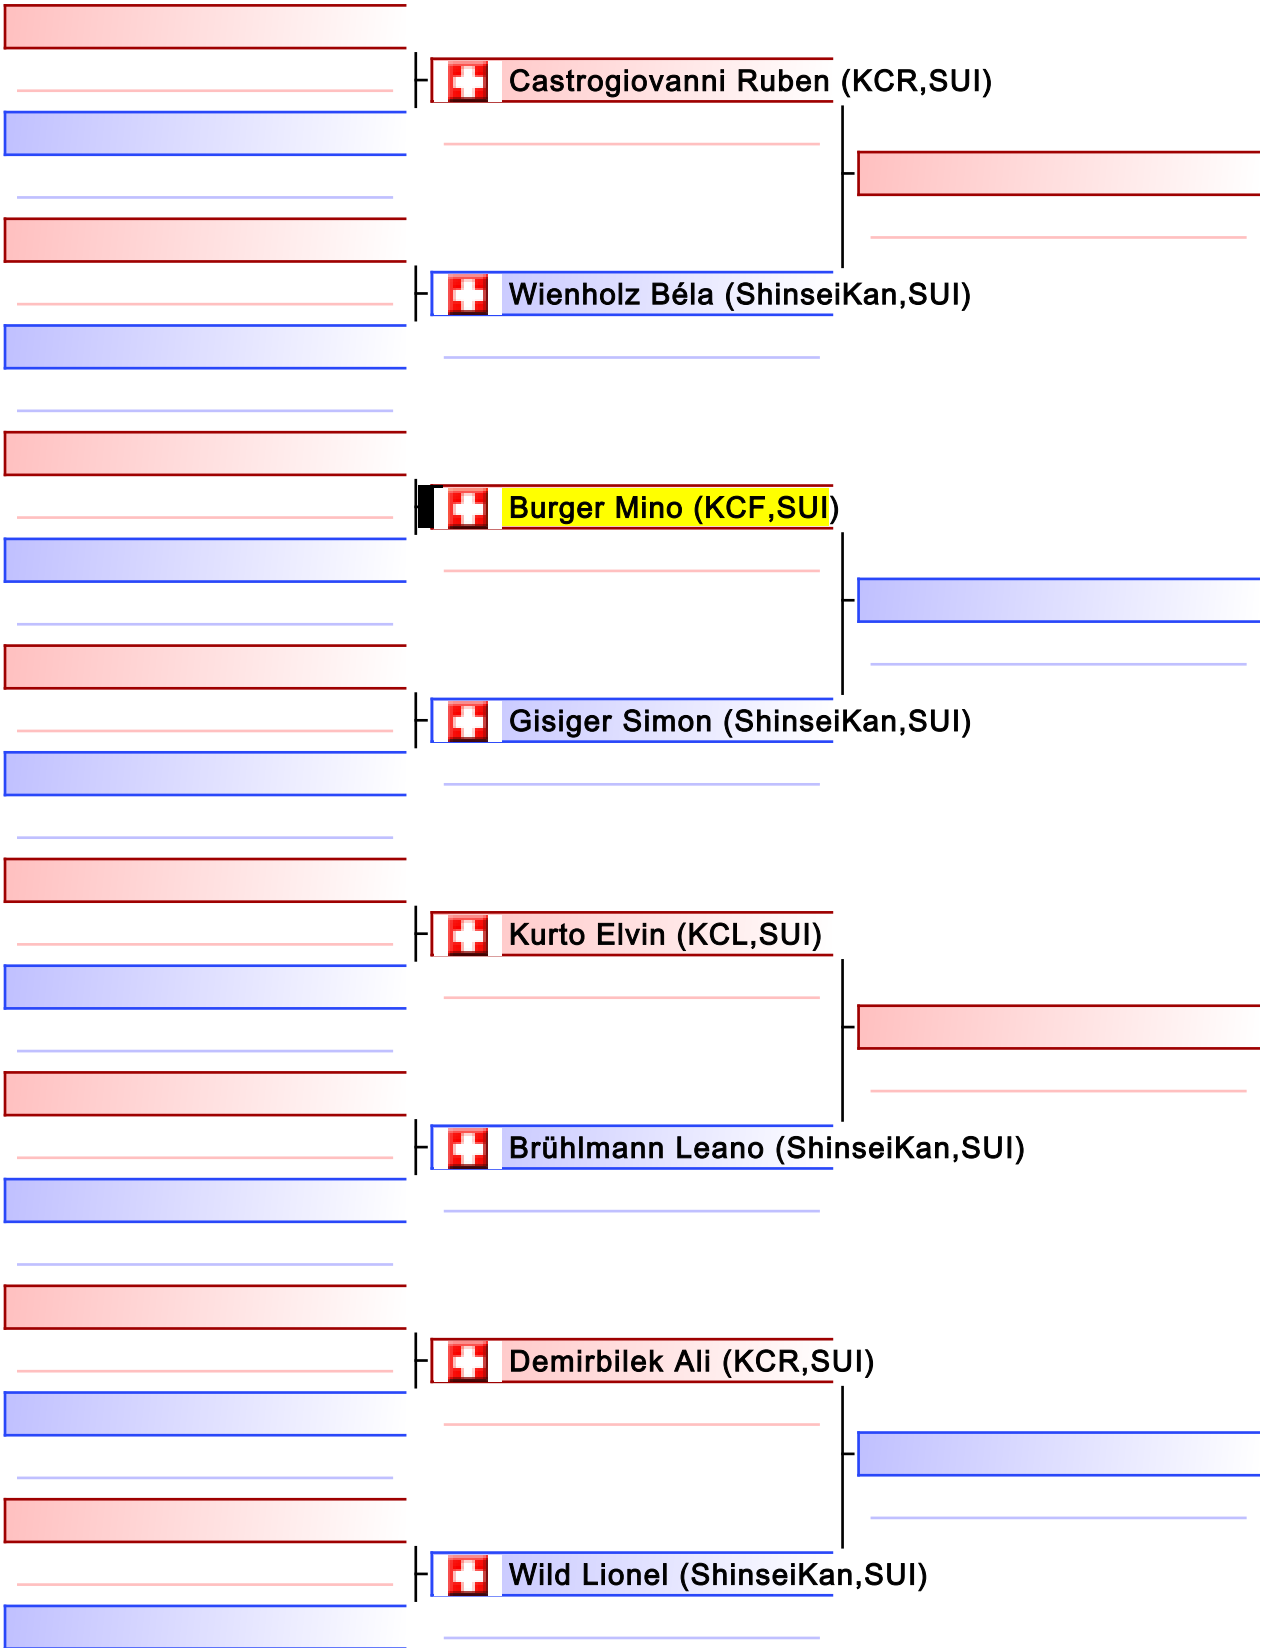 Castrogiovanni Ruben (KCR,SUI)
Wienholz Béla (ShinseiKan,SUI)
Burger Mino (KCF,SUI)
Gisiger Simon (ShinseiKan,SUI)
Kurto Elvin (KCL,SUI)
Brühlmann Leano (ShinseiKan,SUI)
Demirbilek Ali (KCR,SUI)
Wild Lionel (ShinseiKan,SUI)